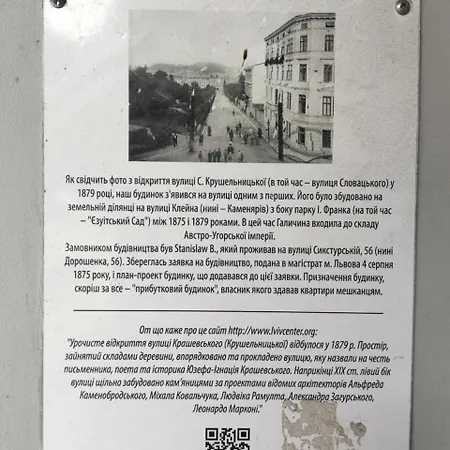 Як свідчить фото з відкриття вулиці С. Крушельницької (в той час – вулиця Словацького) у
1879 році, наш будинок з'явився на вулиці одним з перших. Його було збудовано на
земельній ділянці на вулиці Клейна (нині – Каменярів) з боку парку І. Франка (на той час
– "Єзуїтський Сад") між 1875 і 1879 роками. В цей час Галичина входила до складу
Австро-Угорської імперії.
Замовником будівництва був Stanislaw B., який проживав на вулиці Сикстурській, 56 (нині
Дорошенка, 56). Збереглась заявка на будівництво, подана в магістрат м. Львова 4 серпня
1875 року, і план-проект будинку, що додавався до цієї заявки. Призначення будинку,
скоріш за все – "прибутковий будинок", власник якого здавав квартири мешканцям.
От що каже про це сайт http://www.lvivcenter.org:
"Урочисте відкриття вулиці Крашевського (Крушельницької) відбулося у 1879 р. Простір,
зайнятий складами деревини, впорядковано та прокладено вулицю, яку назвали на честь
письменника, поета та історика Юзефа-Ігнація Крашевського. Наприкінці XIX ст. лівий бік
вулиці щільно забудовано кам'яницями за проектами відомих архітекторів Альфреда
Каменобродського, Міхала Ковальчука, Людвіка Рамулта, Александра Загурського,
Леонардо Марконі."